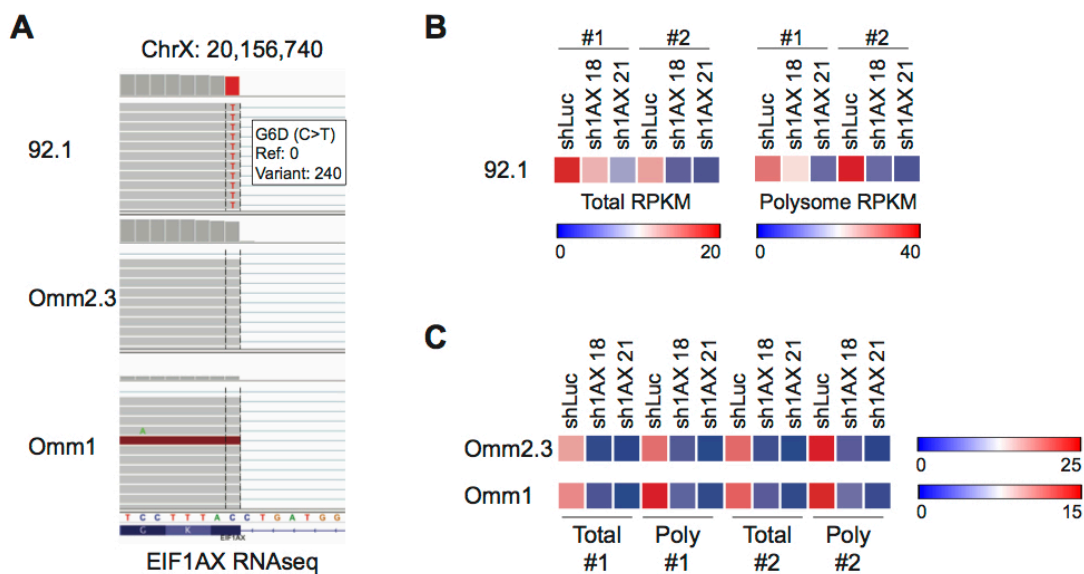 A
ChrX: 20,156,740
92.1
T
T
T
T
T
T
T
T
T
G6D (C>T)
Ref: 0
Variant: 240
Omm2.3
Omm1
A
T C C T T T A C C T G A T G G
G K
EIF1AX
EIF1AX RNAseq
B
#1 #2 #1 #2
shLuc sh1AX 18 sh1AX 21 shLuc sh1AX 18 sh1AX 21 shLuc sh1AX 18 sh1AX 21 shLuc sh1AX 18 sh1AX 21
92.1
Total RPKM Polysome RPKM
0 20 0 40
C
shLuc sh1AX 18 sh1AX 21 shLuc sh1AX 18 sh1AX 21 shLuc sh1AX 18 sh1AX 21 shLuc sh1AX 18 sh1AX 21
Omm2.3
0 25
Omm1
0 15
Total Poly Total Poly
#1 #1 #2 #2